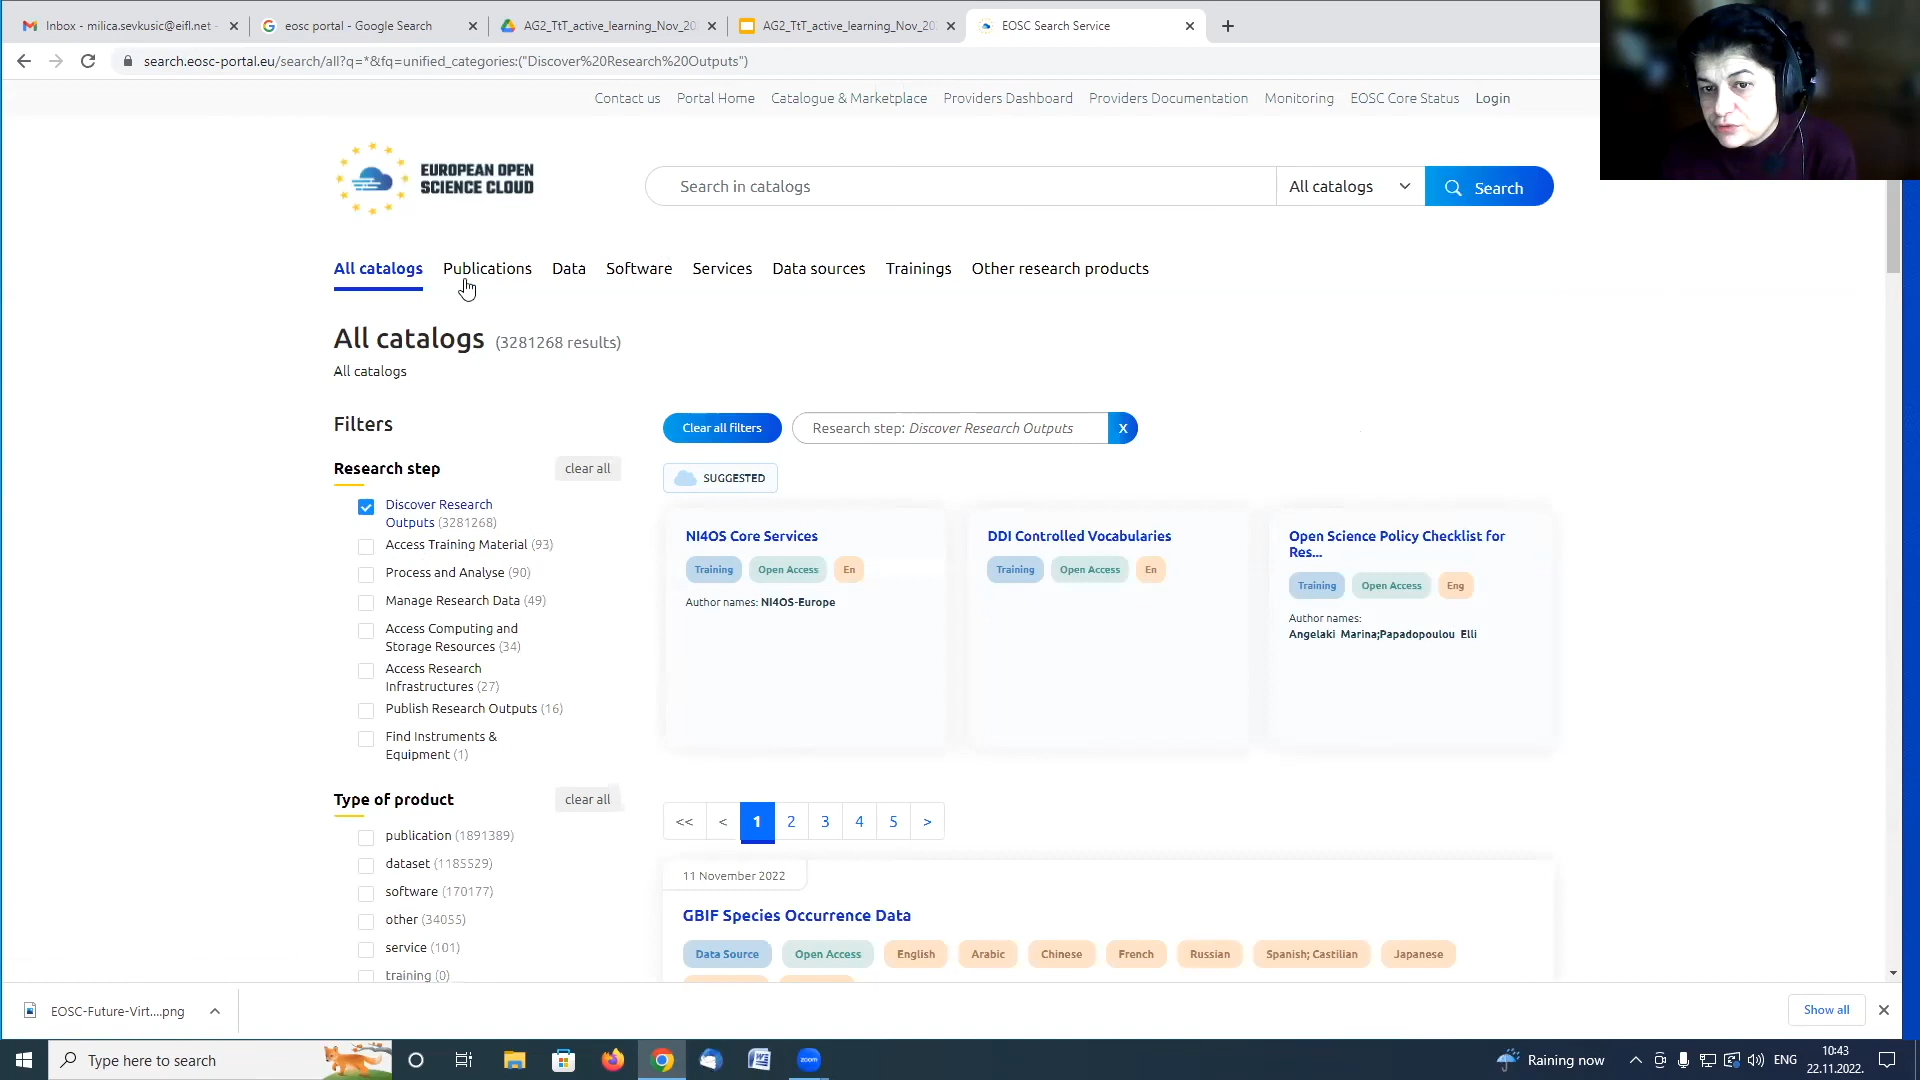 Inbox - milica.sevkusic@eifl.net -
eosc portal - Google Search
AG2_TtT_active_learning_Nov_20
AG2_TtT_active_learning_Nov_20
EOSC Search Service
search.eosc-portal.eu/search/all?q=*&fq=unified_categories:("Discover%20Research%20Outputs")
Contact us Portal Home Catalogue & Marketplace Providers Dashboard Providers Documentation Monitoring EOSC Core Status Login
EUROPEAN OPEN
SCIENCE CLOUD
Search in catalogs
All catalogs
Search
All catalogs Publications Data Software Services Data sources Trainings Other research products
All catalogs (3281268 results)
All catalogs
Filters
Clear all filters
Research step: Discover Research Outputs X
Research step
clear all
Discover Research
Outputs (3281268)
Access Training Material (93)
Process and Analyse (90)
Manage Research Data (49)
Access Computing and
Storage Resources (34)
Access Research
Infrastructures (27)
Publish Research Outputs (16)
Find Instruments &
Equipment (1)
Type of product
clear all
publication (1891389)
dataset (1185529)
software (170177)
other (34055)
service (101)
training (0)
SUGGESTED
NI4OS Core Services
Training Open Access En
Author names: NI4OS-Europe
DDI Controlled Vocabularies
Training Open Access En
Open Science Policy Checklist for
Res...
Training Open Access Eng
Author names:
Angelaki Marina;Papadopoulou Elli
<< < 1 2 3 4 5 >
11 November 2022
GBIF Species Occurrence Data
Data Source Open Access English Arabic Chinese French Russian Spanish; Castilian Japanese
EOSC-Future-Virt....png
Show all
Type here to search
zoom
Raining now
ENG
10:43
22.11.2022.